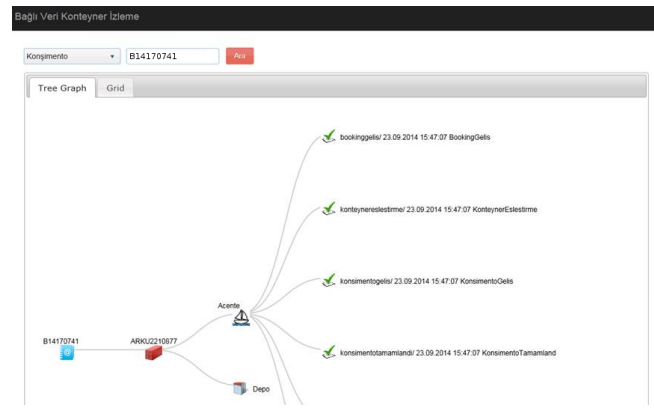 Bağlı Veri Konteyner İzleme
Konşimento B14170741 Ara
Tree Graph Grid
bookinggelis/ 23.09.2014 15:47:07 BookingGelis
konteynereslestirme/ 23.09.2014 15:47:07 KonteynerEslestirme
konsimentogelis/ 23.09.2014 15:47:07 KonsimentoGelis
Acente
B14170741 ARKU2210877
konsimentotamamlandi/ 23.09.2014 15:47:07 KonsimentoTamamland
Depo